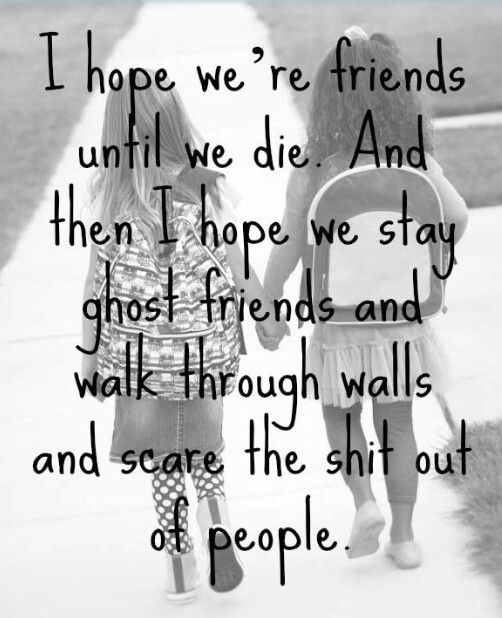 I hope we're friends
until we die. And
then I hope we stay
ghost friends and
walk through walls
and scare the shit out
of people.